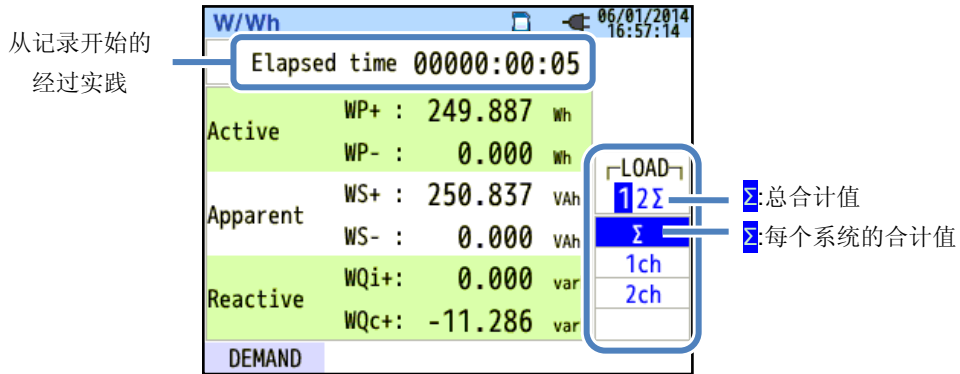 W/Wh
06/01/2014
16:57:14
从记录开始的
经过实践
Elapsed time 00000:00:05
Active
WP+ : 249.887 Wh
WP- : 0.000 Wh
Apparent
WS+ : 250.837 VAh
WS- : 0.000 VAh
Reactive
WQi+: 0.000 var
WQc+: -11.286 var
LOAD
12Σ
Σ
1ch
2ch
Σ:总合计值
Σ:每个系统的合计值
DEMAND